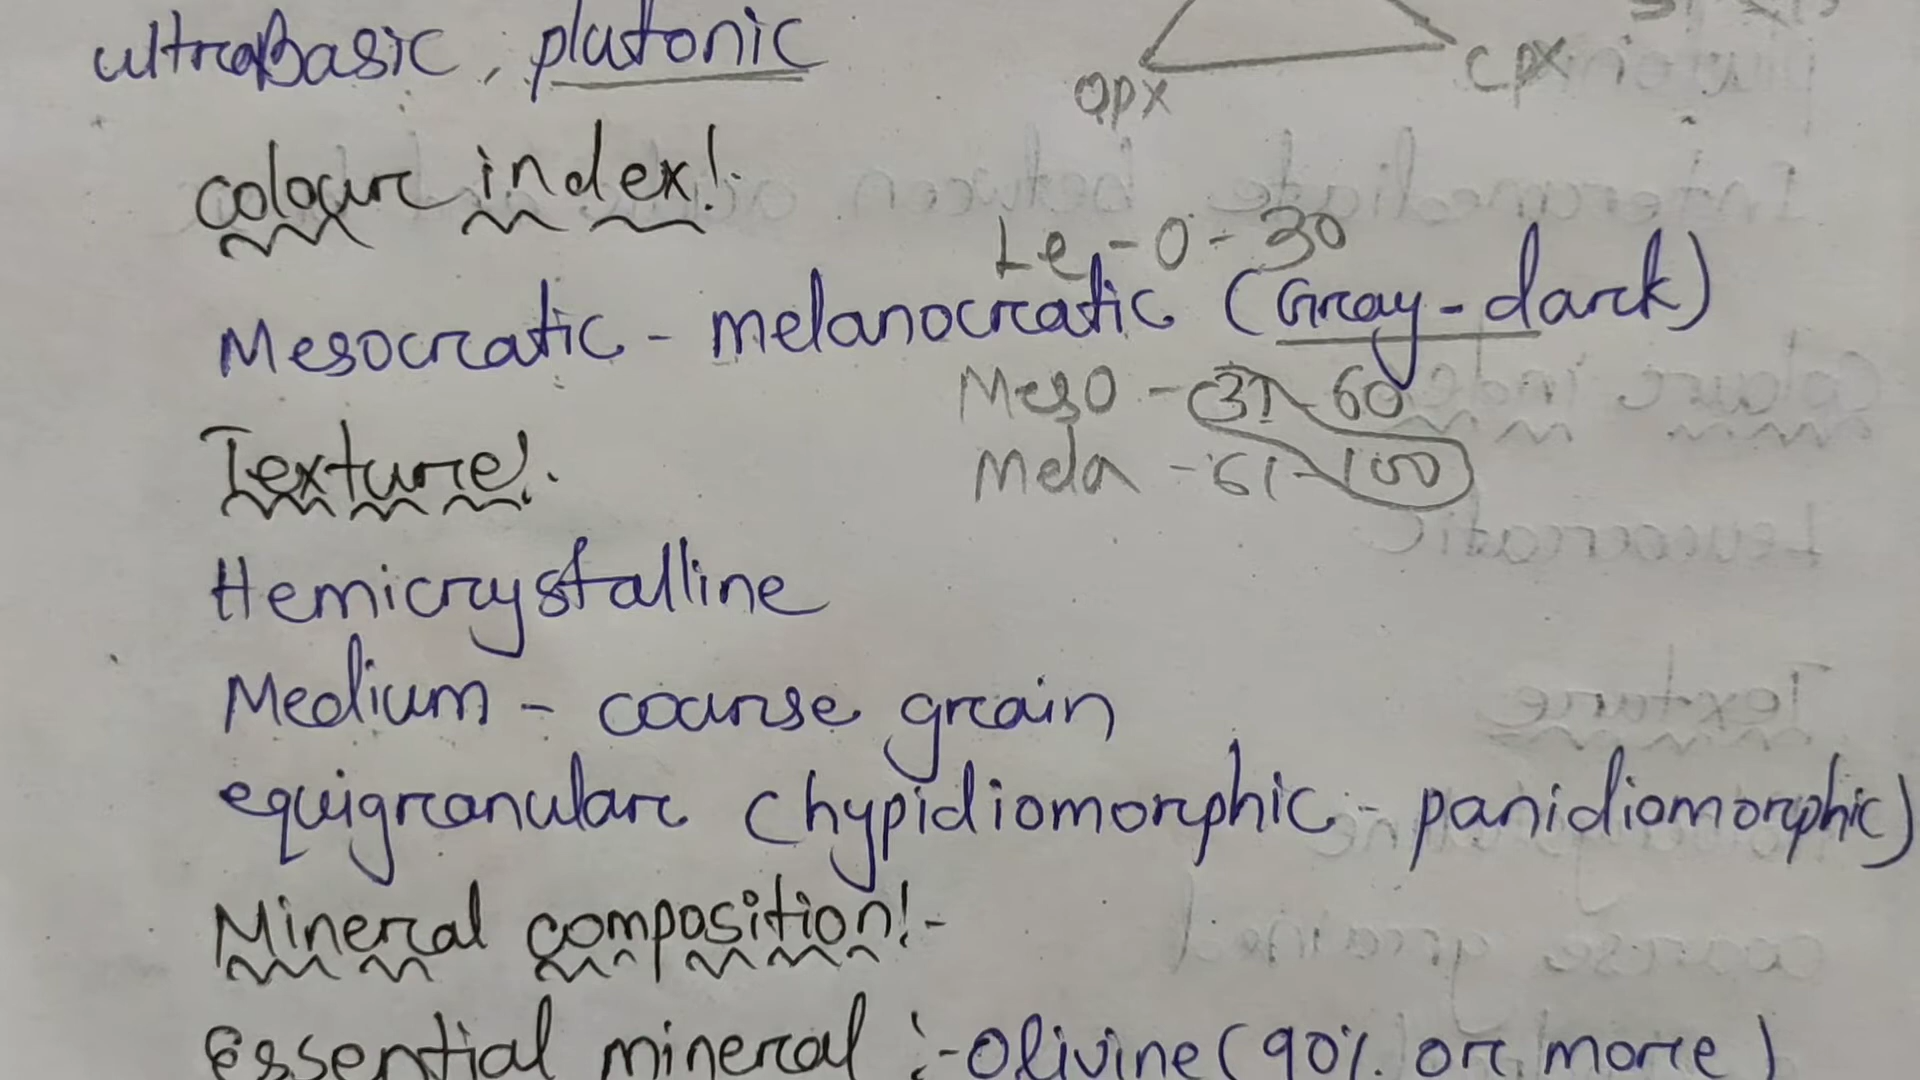 ultraBasic, plutonic
opx
cpx
colour index:-
Le - 0 - 30
Mesocratic - melanocratic (Gray - dark)
Meso - 31 - 60
Mela - 61 - 100
Texture:-
Hemicrystalline
Medium - coarse grain
equigranular (hypidiomorphic - panidiomorphic)
Mineral composition:-
Essential mineral :- Olivine (90% or more)